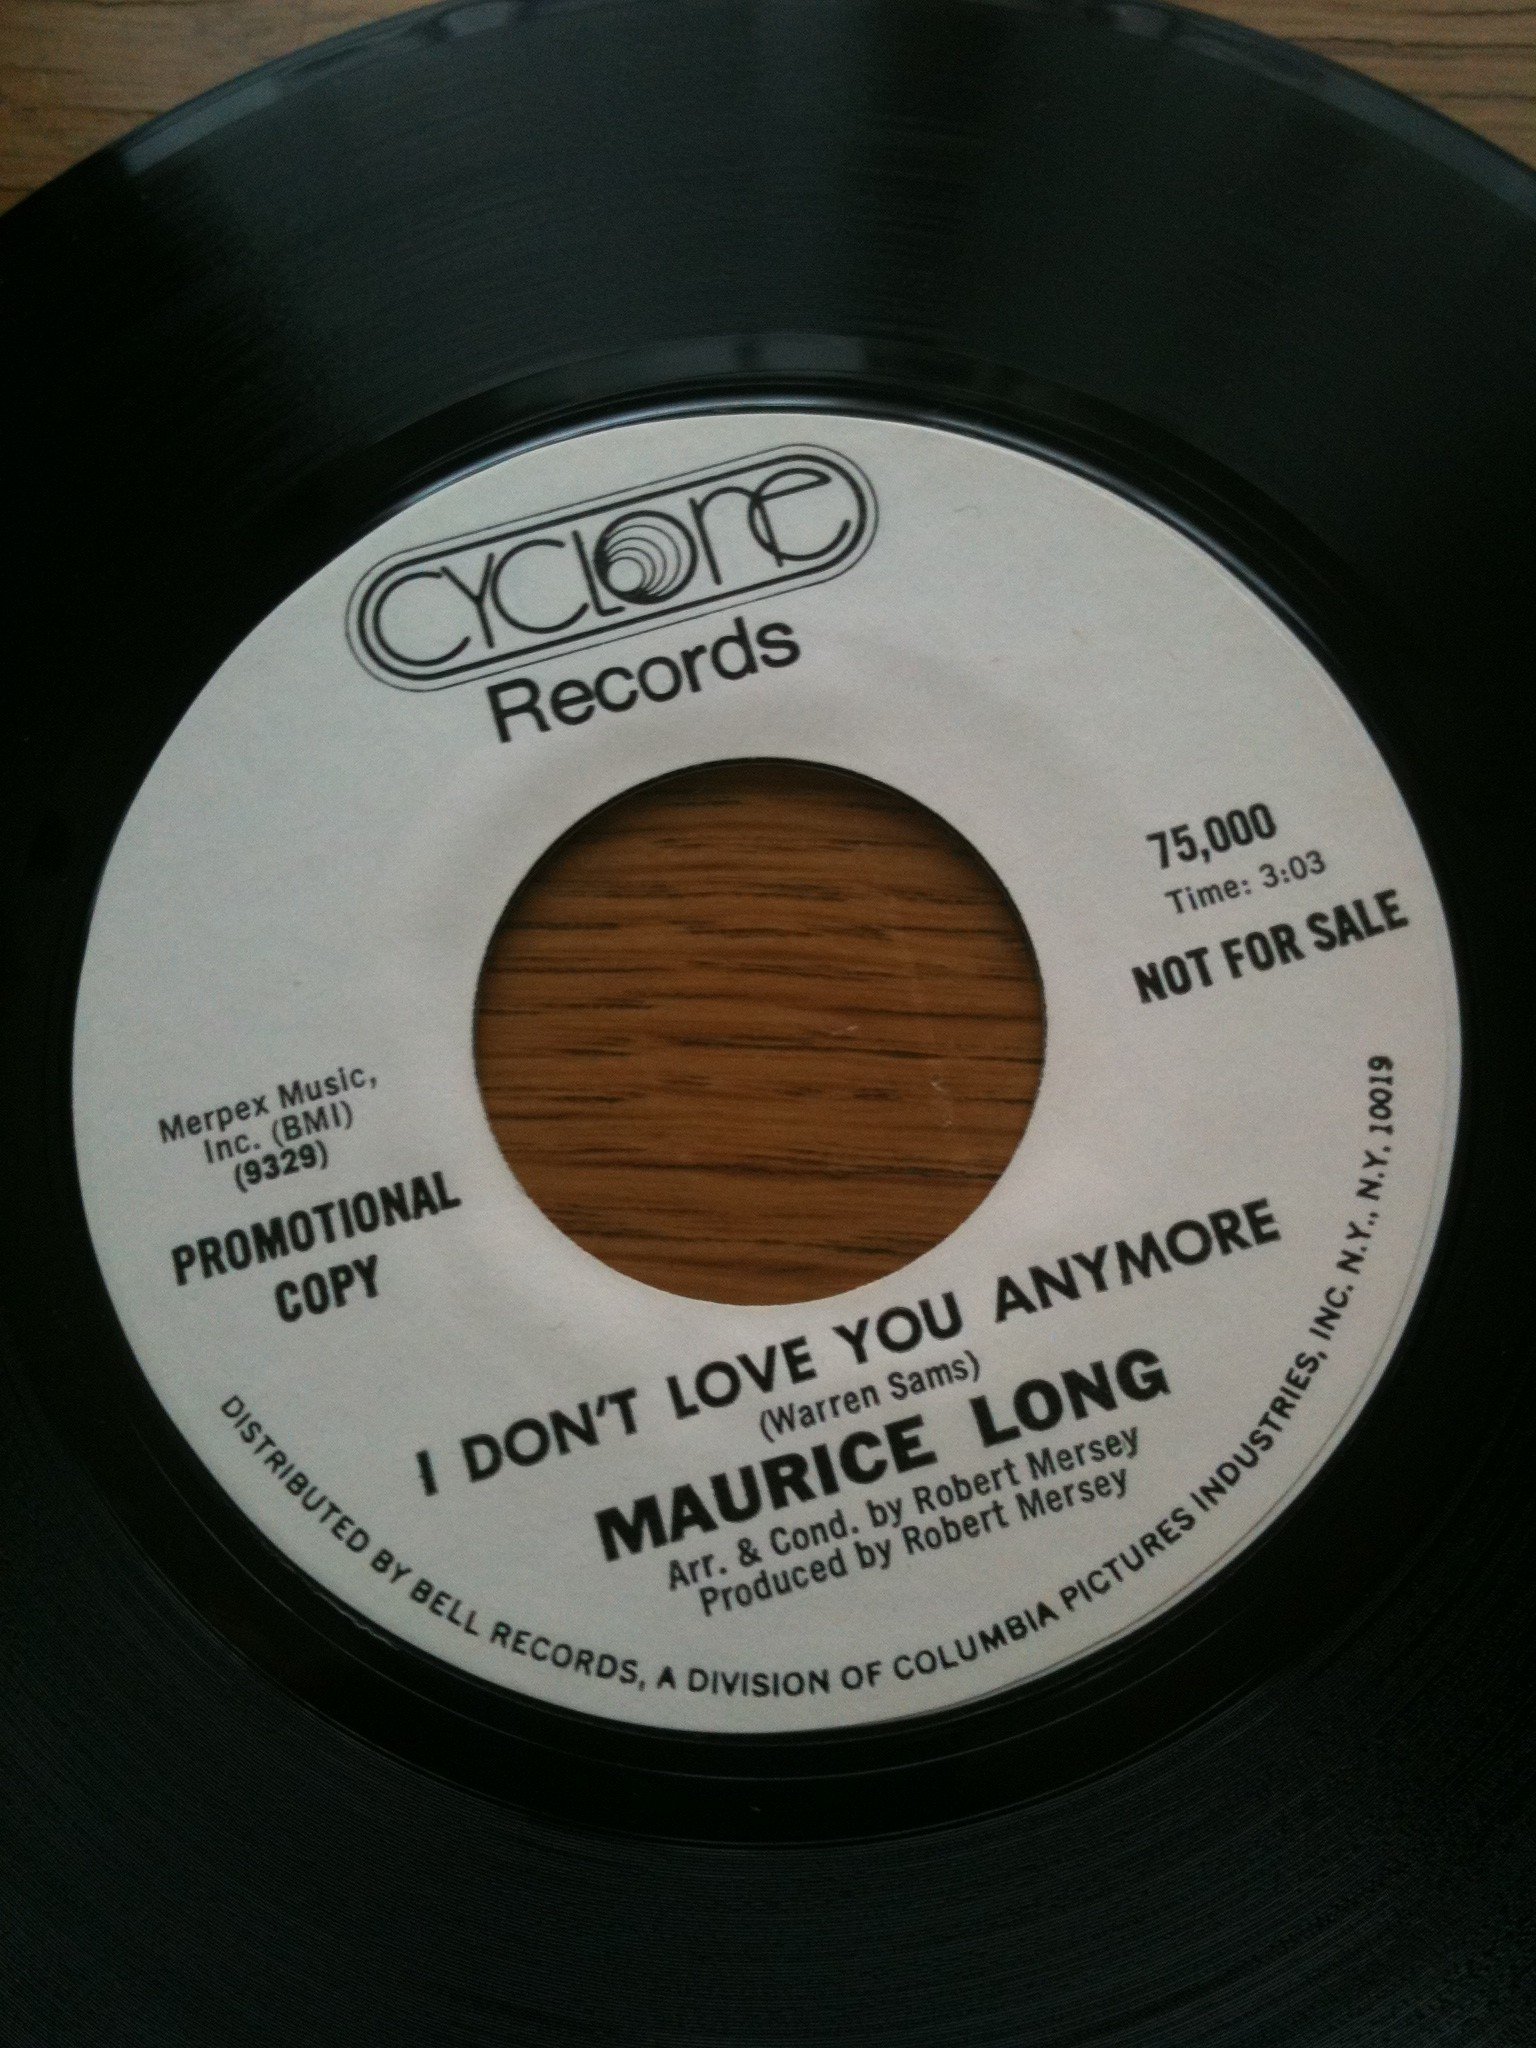 CYCLONE
Records
75,000
Time: 3:03
NOT FOR SALE
Merpex Music,
Inc. (BMI)
(9329)
PROMOTIONAL
COPY
I DON'T LOVE YOU ANYMORE
(Warren Sams)
MAURICE LONG
Arr. & Cond. by Robert Mersey
Produced by Robert Mersey
DISTRIBUTED BY BELL RECORDS, A DIVISION OF COLUMBIA PICTURES INDUSTRIES, INC. N.Y., N.Y. 10019